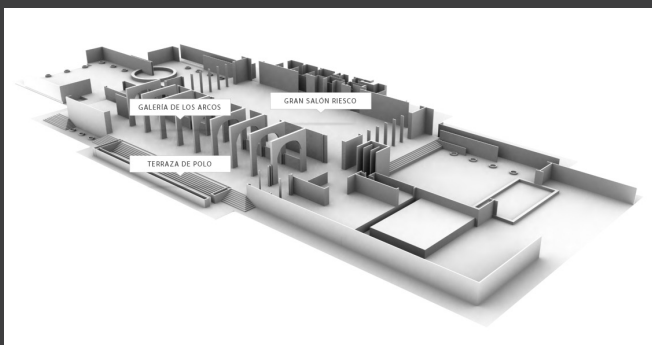 GRAN SALÓN RIESCO
GALERÍA DE LOS ARCOS
TERRAZA DE POLO